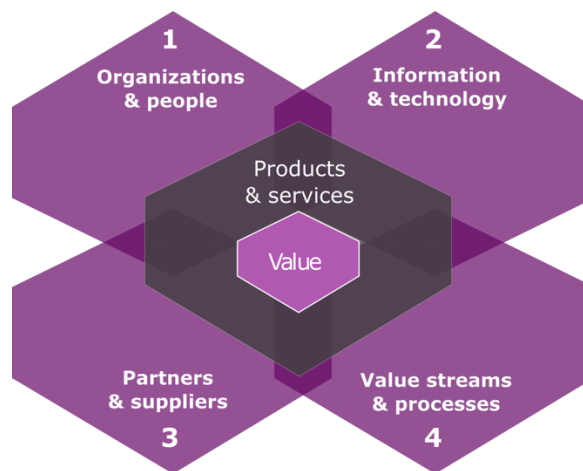 1
Organizations
& people
2
Information
& technology
Products
& services
Value
Partners
& suppliers
3
Value streams
& processes
4